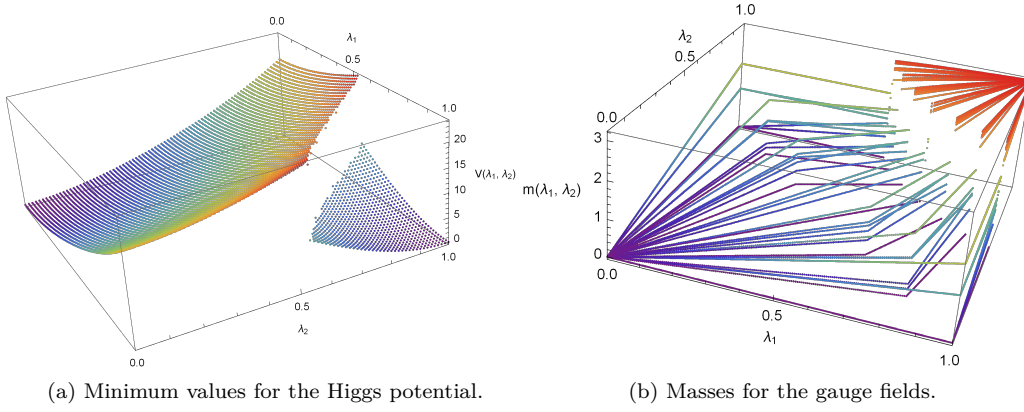 0.0
λ₁
0.5
1.0
20
15
10
5
0
V(λ₁, λ₂)
1.0
0.5
λ₂
0.0
1.0
λ₂
0.5
0.0
3
2
1
0
m(λ₁, λ₂)
0.0
0.5
λ₁
1.0
(a) Minimum values for the Higgs potential.
(b) Masses for the gauge fields.